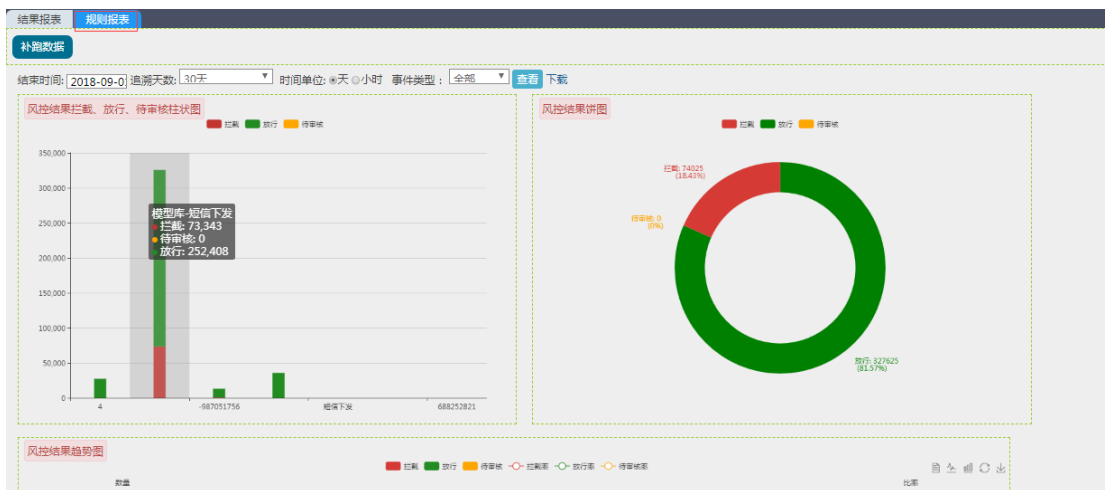 结果报表 规则报表
补跑数据
结束时间: 2018-09-0 追溯天数: 30天 时间单位: 天 小时 事件类型： 全部 查看 下载
风控结果拦截、放行、待审核柱状图
拦截 放行 待审核
350,000
300,000
250,000
200,000
150,000
100,000
50,000
0
模型库-短信下发
拦截: 73,343
待审核: 0
放行: 252,408
4 -987051756 短信下发 688252821
风控结果饼图
拦截 放行 待审核
拦截: 74025
(18.43%)
待审核: 0
(0%)
放行: 327625
(81.57%)
风控结果趋势图
拦截 放行 待审核 拦截率 放行率 待审核率
数量 比率